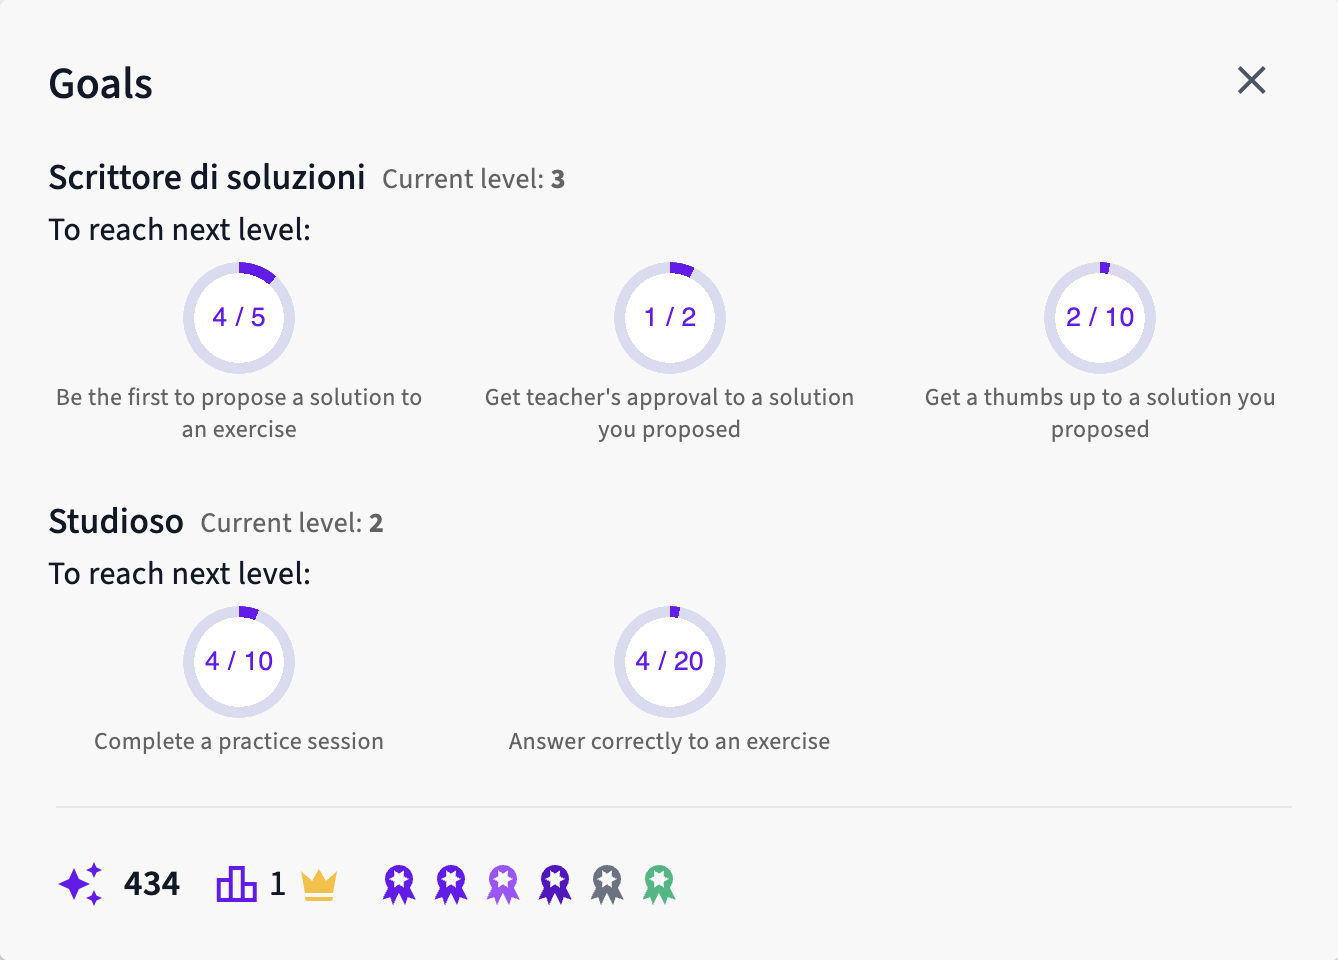 Goals
Scrittore di soluzioni Current level: 3
To reach next level:
4 / 5
1 / 2
2 / 10
Be the first to propose a solution to
an exercise
Get teacher's approval to a solution
you proposed
Get a thumbs up to a solution you
proposed
Studioso Current level: 2
To reach next level:
4 / 10
4 / 20
Complete a practice session
Answer correctly to an exercise
434 1